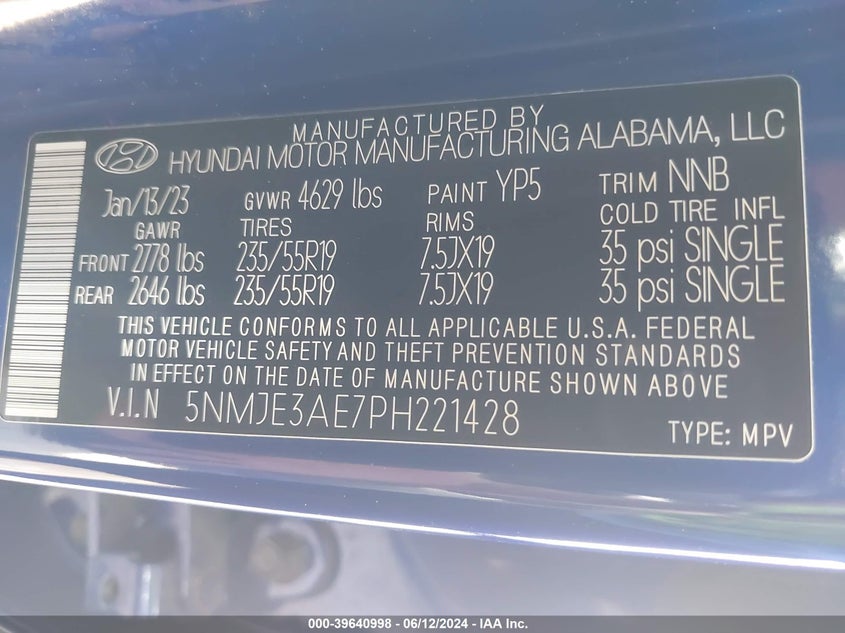 MANUFACTURED BY
HYUNDAI MOTOR MANUFACTURING ALABAMA, LLC
Jan/13/23 GVWR 4629 lbs PAINT YP5 TRIM NNB
GAWR TIRES RIMS COLD TIRE INFL
FRONT 2778 lbs 235/55R19 7.5JX19 35 psi SINGLE
REAR 2646 lbs 235/55R19 7.5JX19 35 psi SINGLE
THIS VEHICLE CONFORMS TO ALL APPLICABLE U.S.A. FEDERAL
MOTOR VEHICLE SAFETY AND THEFT PREVENTION STANDARDS
IN EFFECT ON THE DATE OF MANUFACTURE SHOWN ABOVE
V.I.N 5NMJE3AE7PH221428 TYPE: MPV
000-39640998 - 06/12/2024 - IAA Inc.